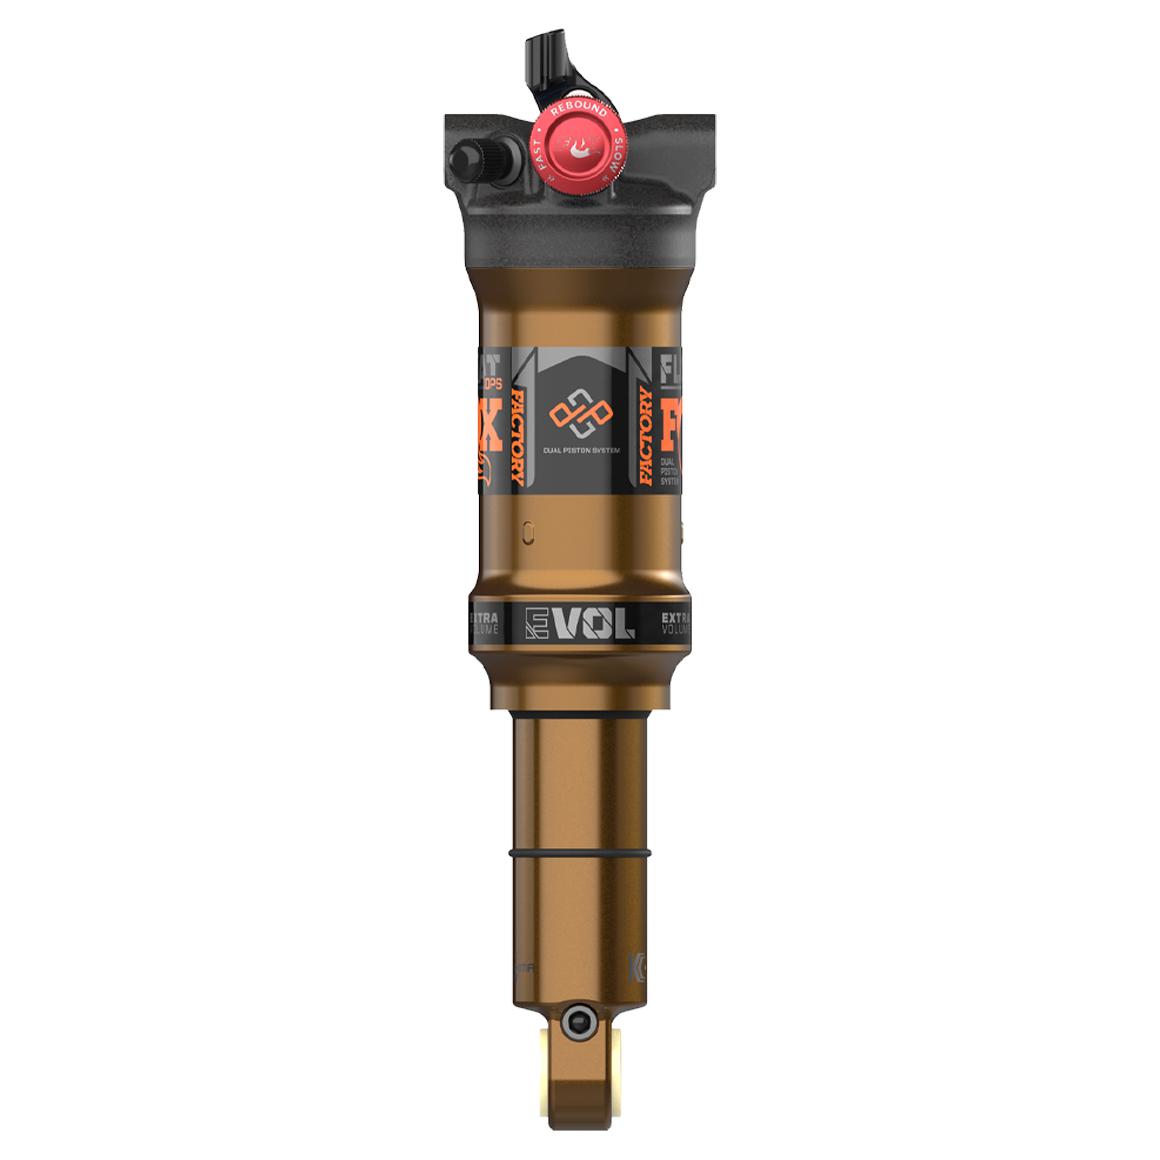 REBOUND
« FAST
SLOW »
AT
DPS
X
FACTORY
DUAL PISTON SYSTEM
FACTORY
FL
F
DUAL
PISTON
SYSTEM
EXTRA
VOLUME
EVOL
EXTRA
VOLUME
K